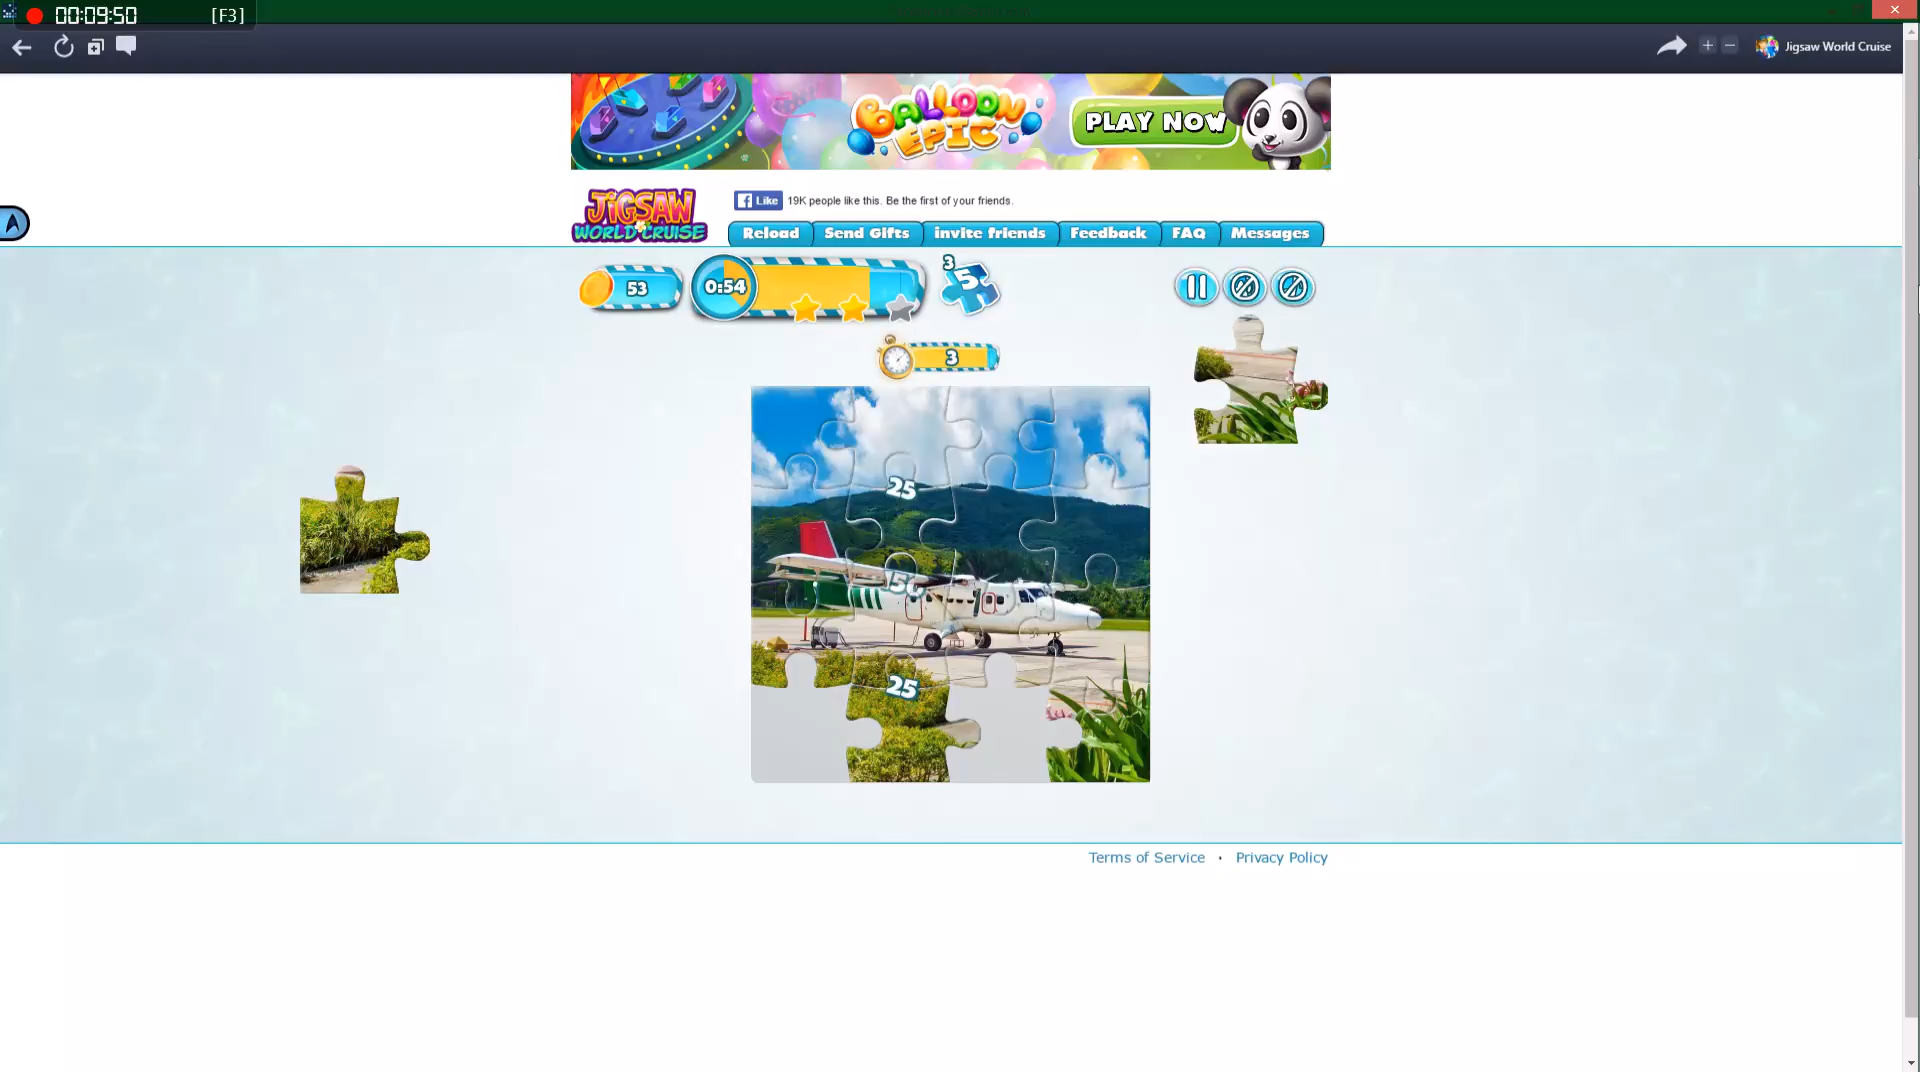 00:09:50 [F3]
Jigsaw World Cruise
BALLOON EPIC
PLAY NOW
JIGSAW WORLD CRUISE
Like 19K people like this. Be the first of your friends.
Reload Send Gifts invite friends Feedback FAQ Messages
53 0:54 3 5
3
25
50
25
Terms of Service · Privacy Policy